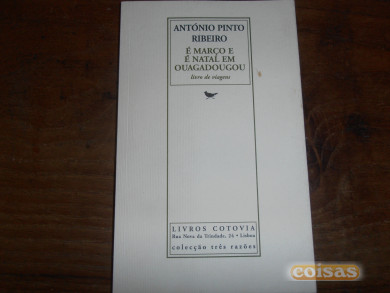 ANTÓNIO PINTO
RIBEIRO
É MARÇO E
É NATAL EM
OUAGADOUGOU
livro de viagens
LIVROS COTOVIA
Rua Nova da Trindade, 24 • Lisboa
colecção três razões
coisas